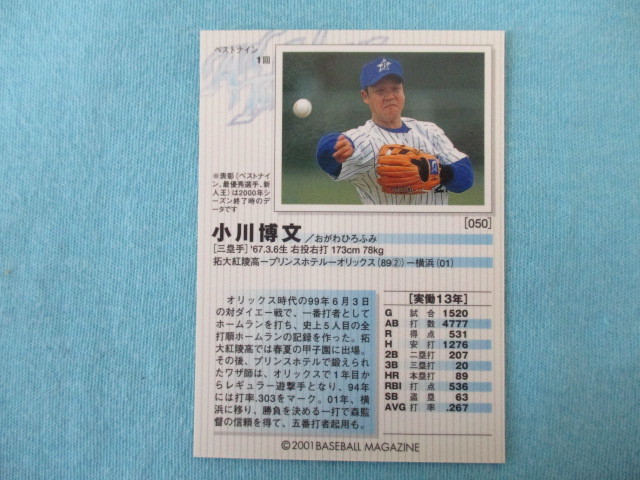 ベストナイン
1回
※表彰(ベストナイ
ン、最優秀選手、新
人王)は2000年シ
ーズン終了時のデ
ータです
[050]
小川博文/おがわひろふみ
[三塁手] '67.3.6生 右投右打 173cm 78kg
拓大紅陵高ープリンスホテルーオリックス(89②)ー横浜(01)
オリックス時代の99年6月3日
の対ダイエー戦で、一番打者として
ホームランを打ち、史上5人目の全
打順ホームランの記録を作った。拓
大紅陵高では春夏の甲子園に出場。
その後、プリンスホテルで鍛えられ
たワザ師は、オリックスで1年目か
らレギュラー遊撃手となり、94年
には打率.303をマーク。01年、横
浜に移り、勝負を決める一打で森監
督の信頼を得て、五番打者起用も。
[実働13年]
G 試合 1520
AB 打数 4777
R 得点 531
H 安打 1276
2B 二塁打 207
3B 三塁打 20
HR 本塁打 89
RBI 打点 536
SB 盗塁 63
AVG 打率 .267
©2001 BASEBALL MAGAZINE